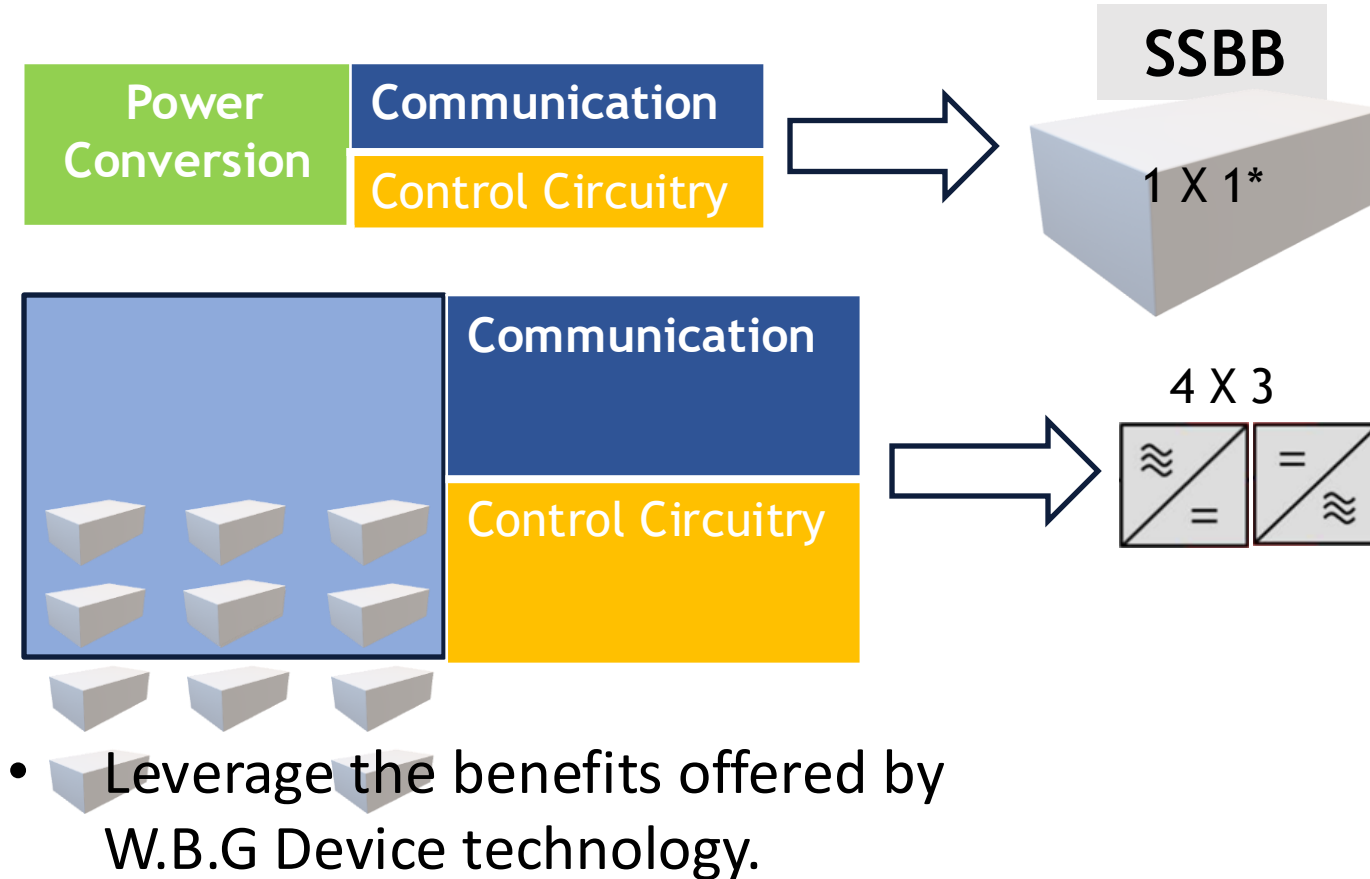 SSBB
Power
Conversion
Communication
Control Circuitry
1 X 1*
Communication
Control Circuitry
4 X 3
≋
=
=
≋
• Leverage the benefits offered by
W.B.G Device technology.